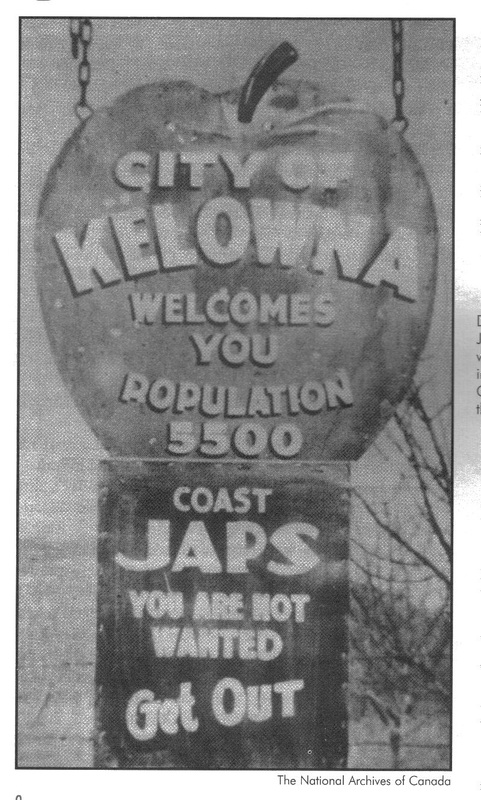 CITY OF
KELOWNA
WELCOMES
YOU
POPULATION
5500
COAST
JAPS
YOU ARE NOT
WANTED
Get OUT
The National Archives of Canada